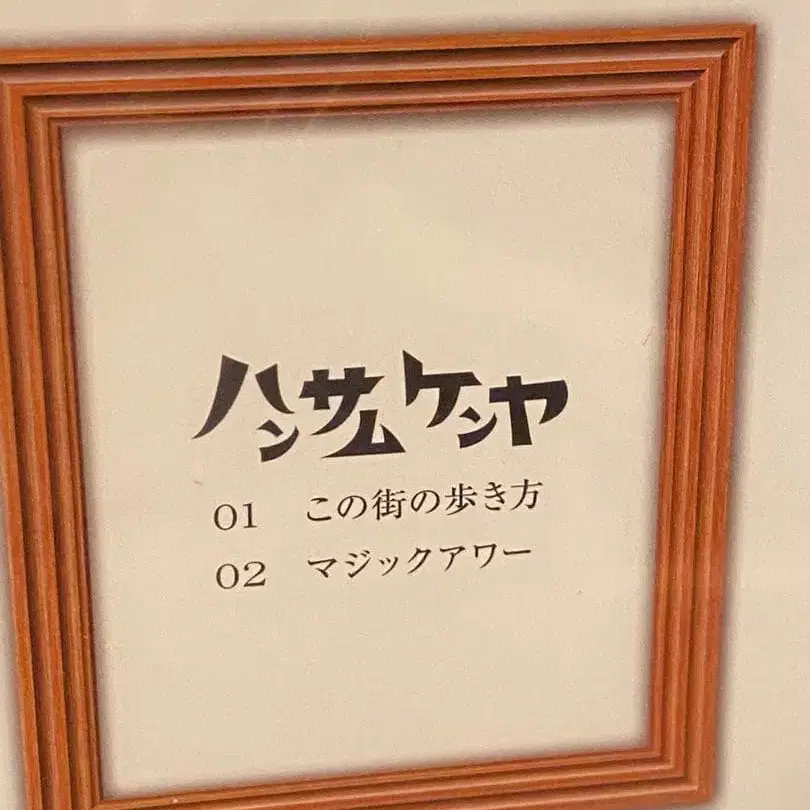 ハンサムケンヤ
01 この街の歩き方
02 マジックアワー